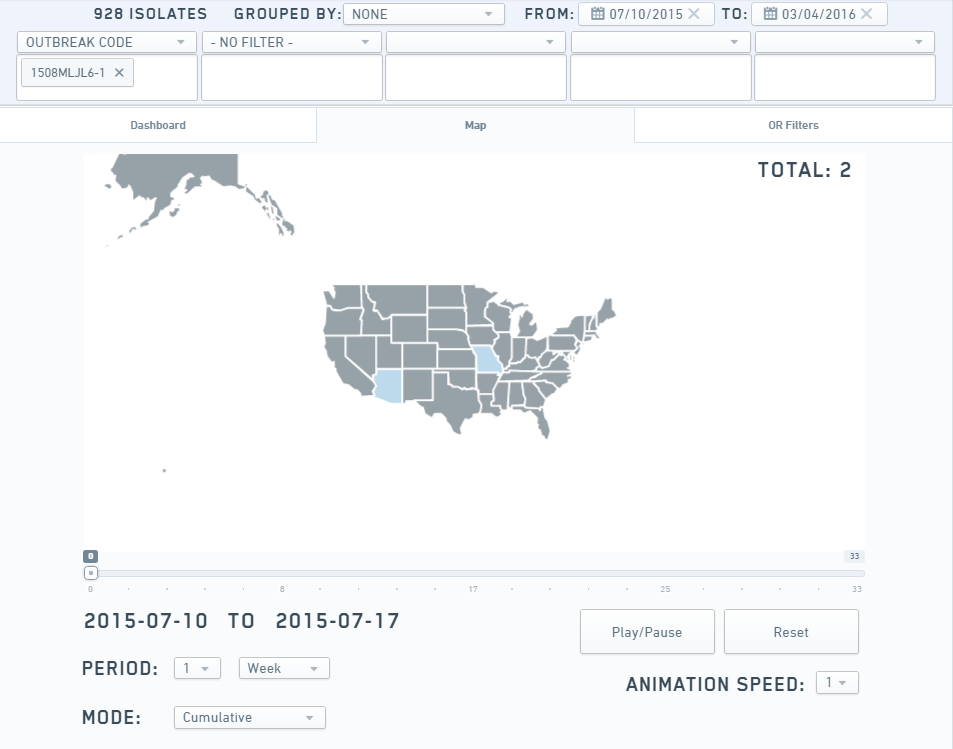 928 ISOLATES GROUPED BY: NONE FROM: 07/10/2015 TO: 03/04/2016
OUTBREAK CODE - NO FILTER -
1508MLJL6-1
Dashboard Map OR Filters
TOTAL: 2
0 33
0 8 17 25 33
2015-07-10 TO 2015-07-17
Play/Pause Reset
PERIOD: 1 Week
ANIMATION SPEED: 1
MODE: Cumulative